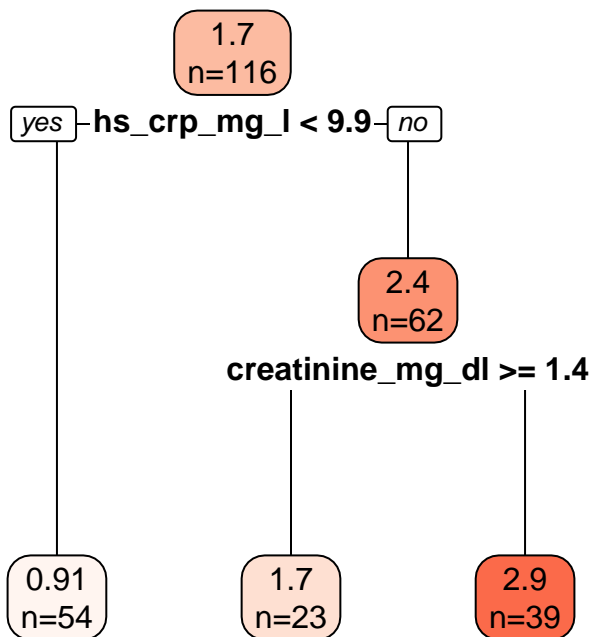 1.7
n=116
yes hs_crp_mg_l < 9.9 no
2.4
n=62
creatinine_mg_dl >= 1.4
0.91
n=54
1.7
n=23
2.9
n=39